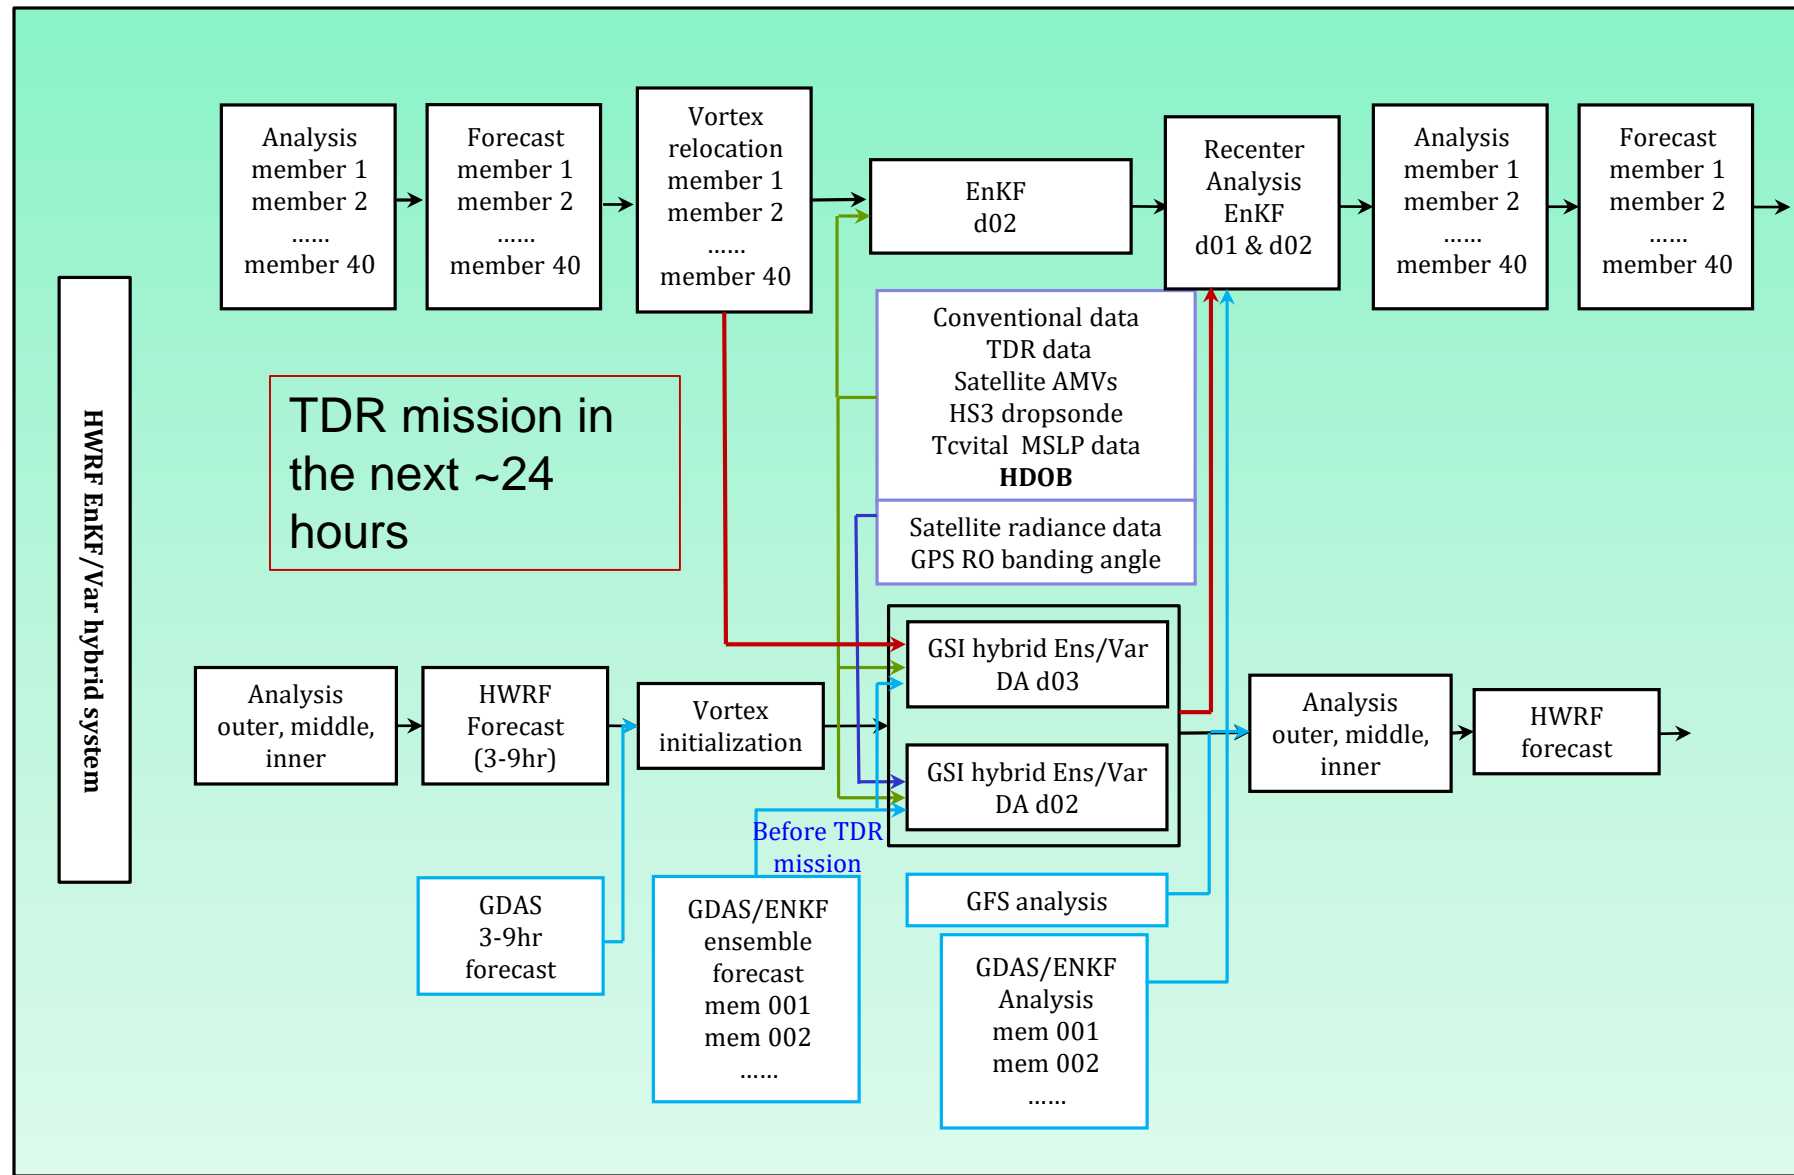 HWRF EnKF/Var hybrid system
Analysis
member 1
member 2
......
member 40
Forecast
member 1
member 2
......
member 40
Vortex
relocation
member 1
member 2
......
member 40
EnKF
d02
Recenter
Analysis
EnKF
d01 & d02
Analysis
member 1
member 2
......
member 40
Forecast
member 1
member 2
......
member 40
TDR mission in
the next ~24
hours
Conventional data
TDR data
Satellite AMVs
HS3 dropsonde
Tcvital MSLP data
HDOB
Satellite radiance data
GPS RO banding angle
Analysis
outer, middle,
inner
HWRF
Forecast
(3-9hr)
Vortex
initialization
GSI hybrid Ens/Var
DA d03
GSI hybrid Ens/Var
DA d02
Analysis
outer, middle,
inner
HWRF
forecast
Before TDR
mission
GDAS
3-9hr
forecast
GDAS/ENKF
ensemble
forecast
mem 001
mem 002
......
GFS analysis
GDAS/ENKF
Analysis
mem 001
mem 002
......